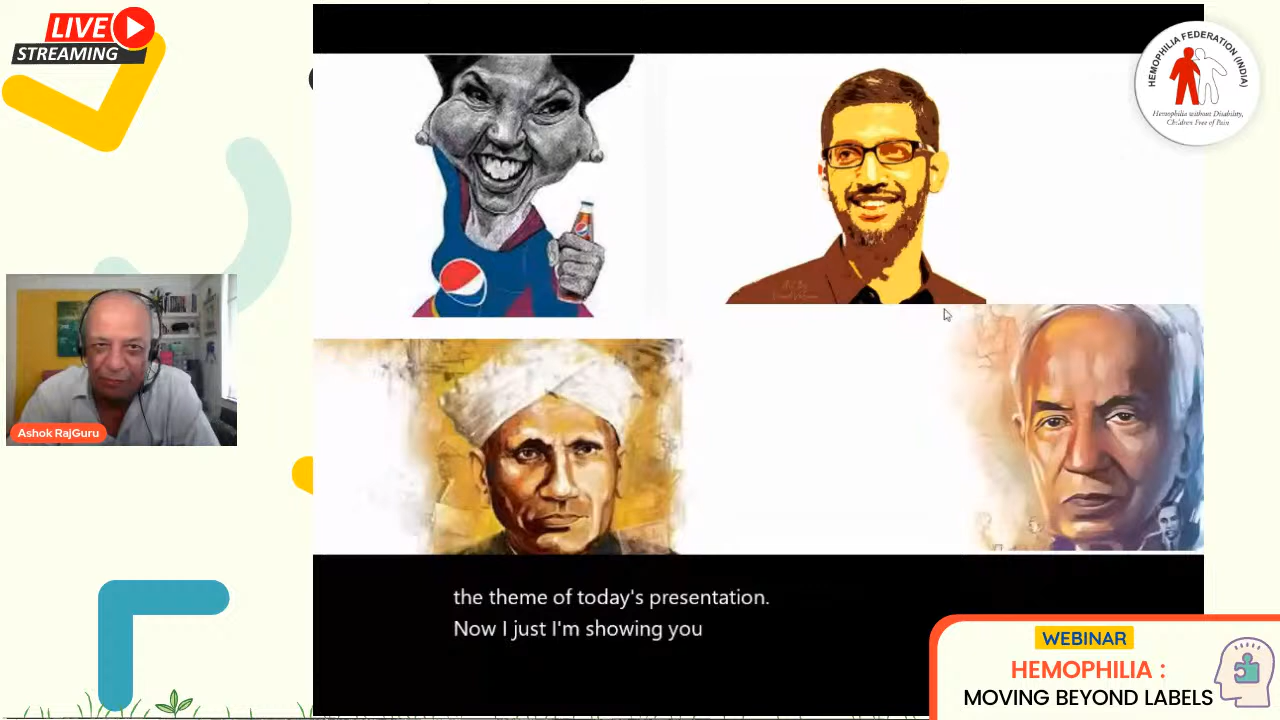 LIVE
STREAMING
HEMOPHILIA FEDERATION (INDIA)
Hemophilia without Disability,
Children Free of Pain
Ashok RajGuru
the theme of today's presentation.
Now I just I'm showing you
WEBINAR
HEMOPHILIA :
MOVING BEYOND LABELS